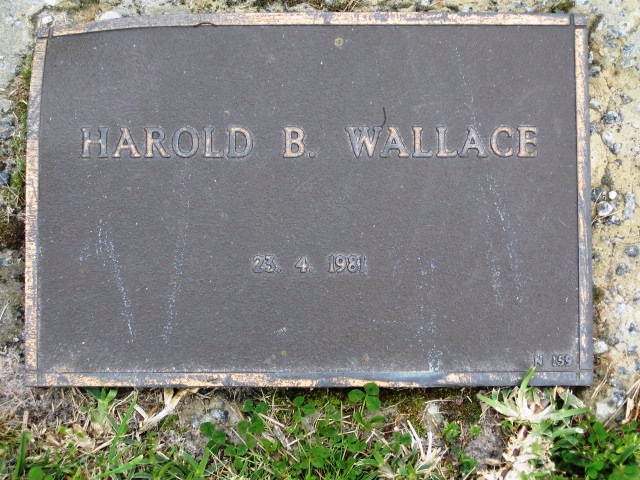 HAROLD B. WALLACE
23. 4. 1981
N 159